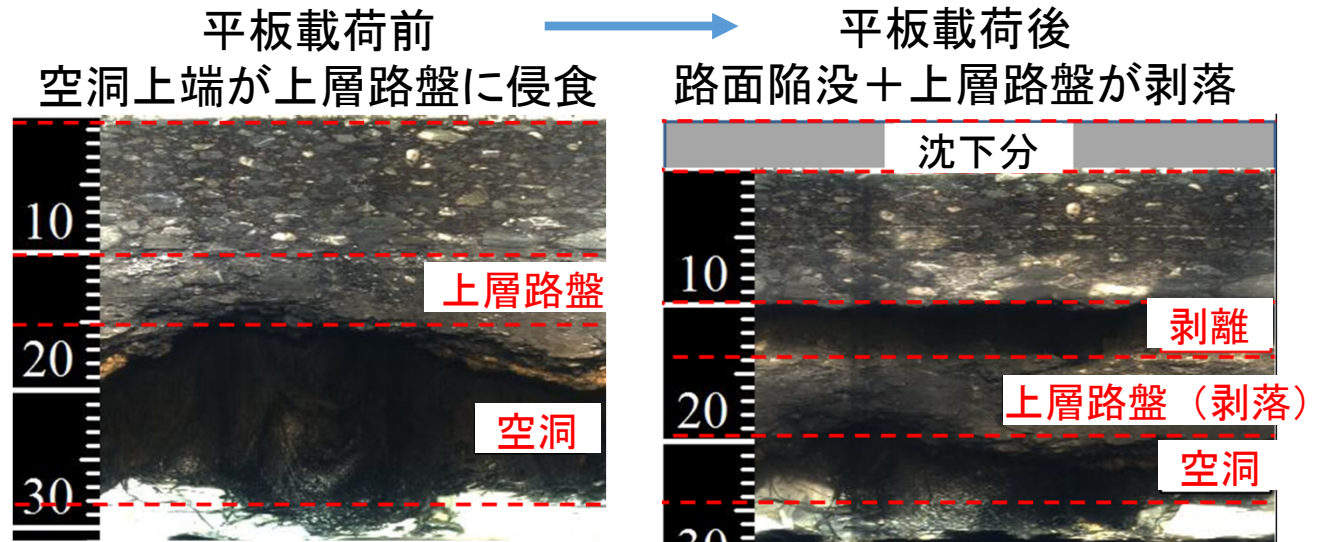 平板載荷前
空洞上端が上層路盤に侵食
平板載荷後
路面陥没＋上層路盤が剥落
10
上層路盤
20
空洞
30
沈下分
10
剥離
上層路盤（剥落）
20
空洞
30